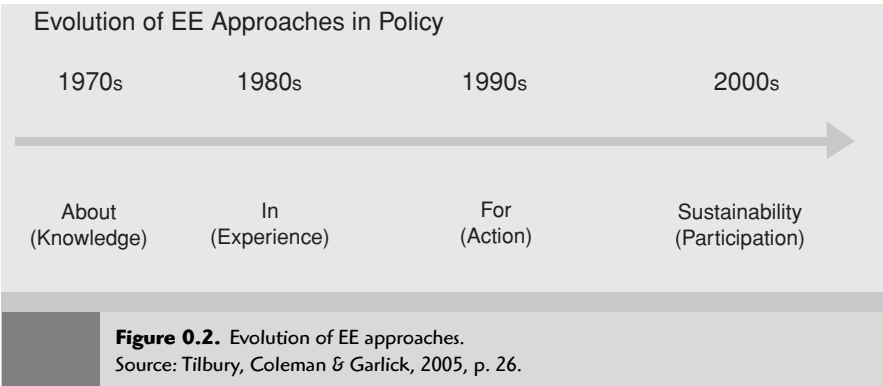 Evolution of EE Approaches in Policy
1970s 1980s 1990s 2000s
About In For Sustainability
(Knowledge) (Experience) (Action) (Participation)
Figure 0.2. Evolution of EE approaches.
Source: Tilbury, Coleman & Garlick, 2005, p. 26.